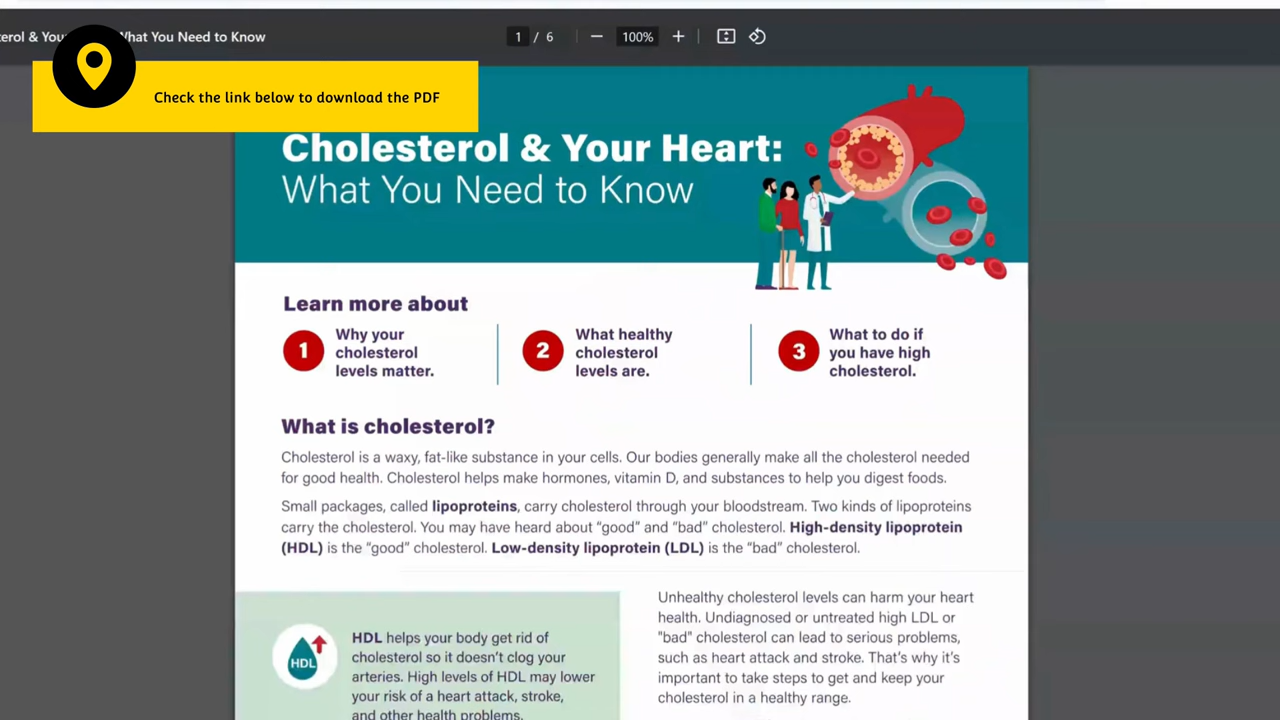 erol & You
What You Need to Know
1 / 6
100%
Check the link below to download the PDF
Cholesterol & Your Heart:
What You Need to Know
Learn more about
1
Why your
cholesterol
levels matter.
2
What healthy
cholesterol
levels are.
3
What to do if
you have high
cholesterol.
What is cholesterol?
Cholesterol is a waxy, fat-like substance in your cells. Our bodies generally make all the cholesterol needed
for good health. Cholesterol helps make hormones, vitamin D, and substances to help you digest foods.
Small packages, called lipoproteins, carry cholesterol through your bloodstream. Two kinds of lipoproteins
carry the cholesterol. You may have heard about “good” and “bad” cholesterol. High-density lipoprotein
(HDL) is the “good” cholesterol. Low-density lipoprotein (LDL) is the “bad” cholesterol.
HDL
HDL helps your body get rid of
cholesterol so it doesn’t clog your
arteries. High levels of HDL may lower
your risk of a heart attack, stroke,
and other health problems.
Unhealthy cholesterol levels can harm your heart
health. Undiagnosed or untreated high LDL or
"bad" cholesterol can lead to serious problems,
such as heart attack and stroke. That’s why it’s
important to take steps to get and keep your
cholesterol in a healthy range.